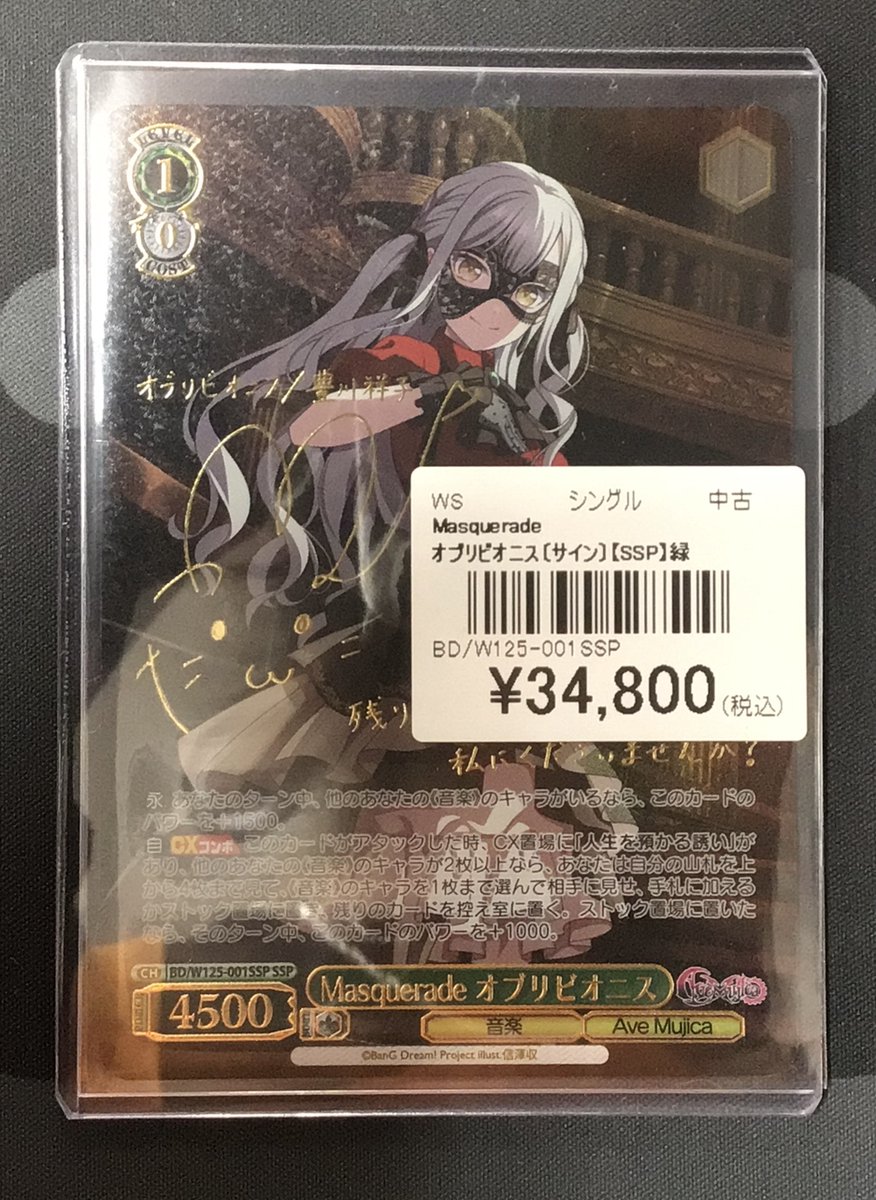 LEVEL
1
0
COST
オブリビオニス/豊川祥子
WS シングル 中古
Masquerade
オブリビオニス〔サイン〕【SSP】緑
BD/W125-001SSP
¥34,800(税込)
残り
私にくださいませんか?
永 あなたのターン中、他のあなたの《音楽》のキャラがいるなら、このカードの
パワーを+1500。
自 CXコンボ このカードがアタックした時、CX置場に「人生を預かる誘い」が
あり、他のあなたの《音楽》のキャラが2枚以上なら、あなたは自分の山札を上
から4枚まで見て、《音楽》のキャラを1枚まで選んで相手に見せ、手札に加える
かストック置場に置き、残りのカードを控え室に置く。ストック置場に置いた
なら、そのターン中、このカードのパワーを+1000。
CH BD/W125-001SSP SSP
Masquerade オブリビオニス
4500
音楽 Ave Mujica
©BanG Dream! Project illust.信澤収